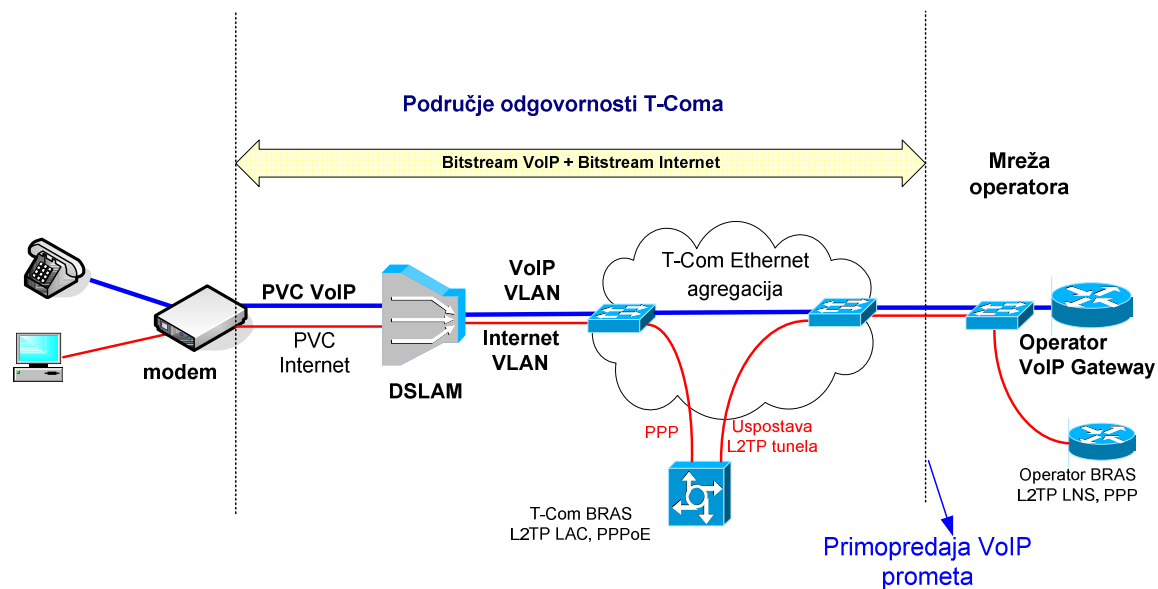 Područje odgovornosti T-Coma
Bitstream VoIP + Bitstream Internet
Mreža
operatora
PVC VoIP
PVC
Internet
modem
DSLAM
VoIP
VLAN
Internet
VLAN
T-Com Ethernet
agregacija
PPP
Uspostava
L2TP tunela
T-Com BRAS
L2TP LAC, PPPoE
Operator
VoIP Gateway
Operator BRAS
L2TP LNS, PPP
Primopredaja VoIP
prometa